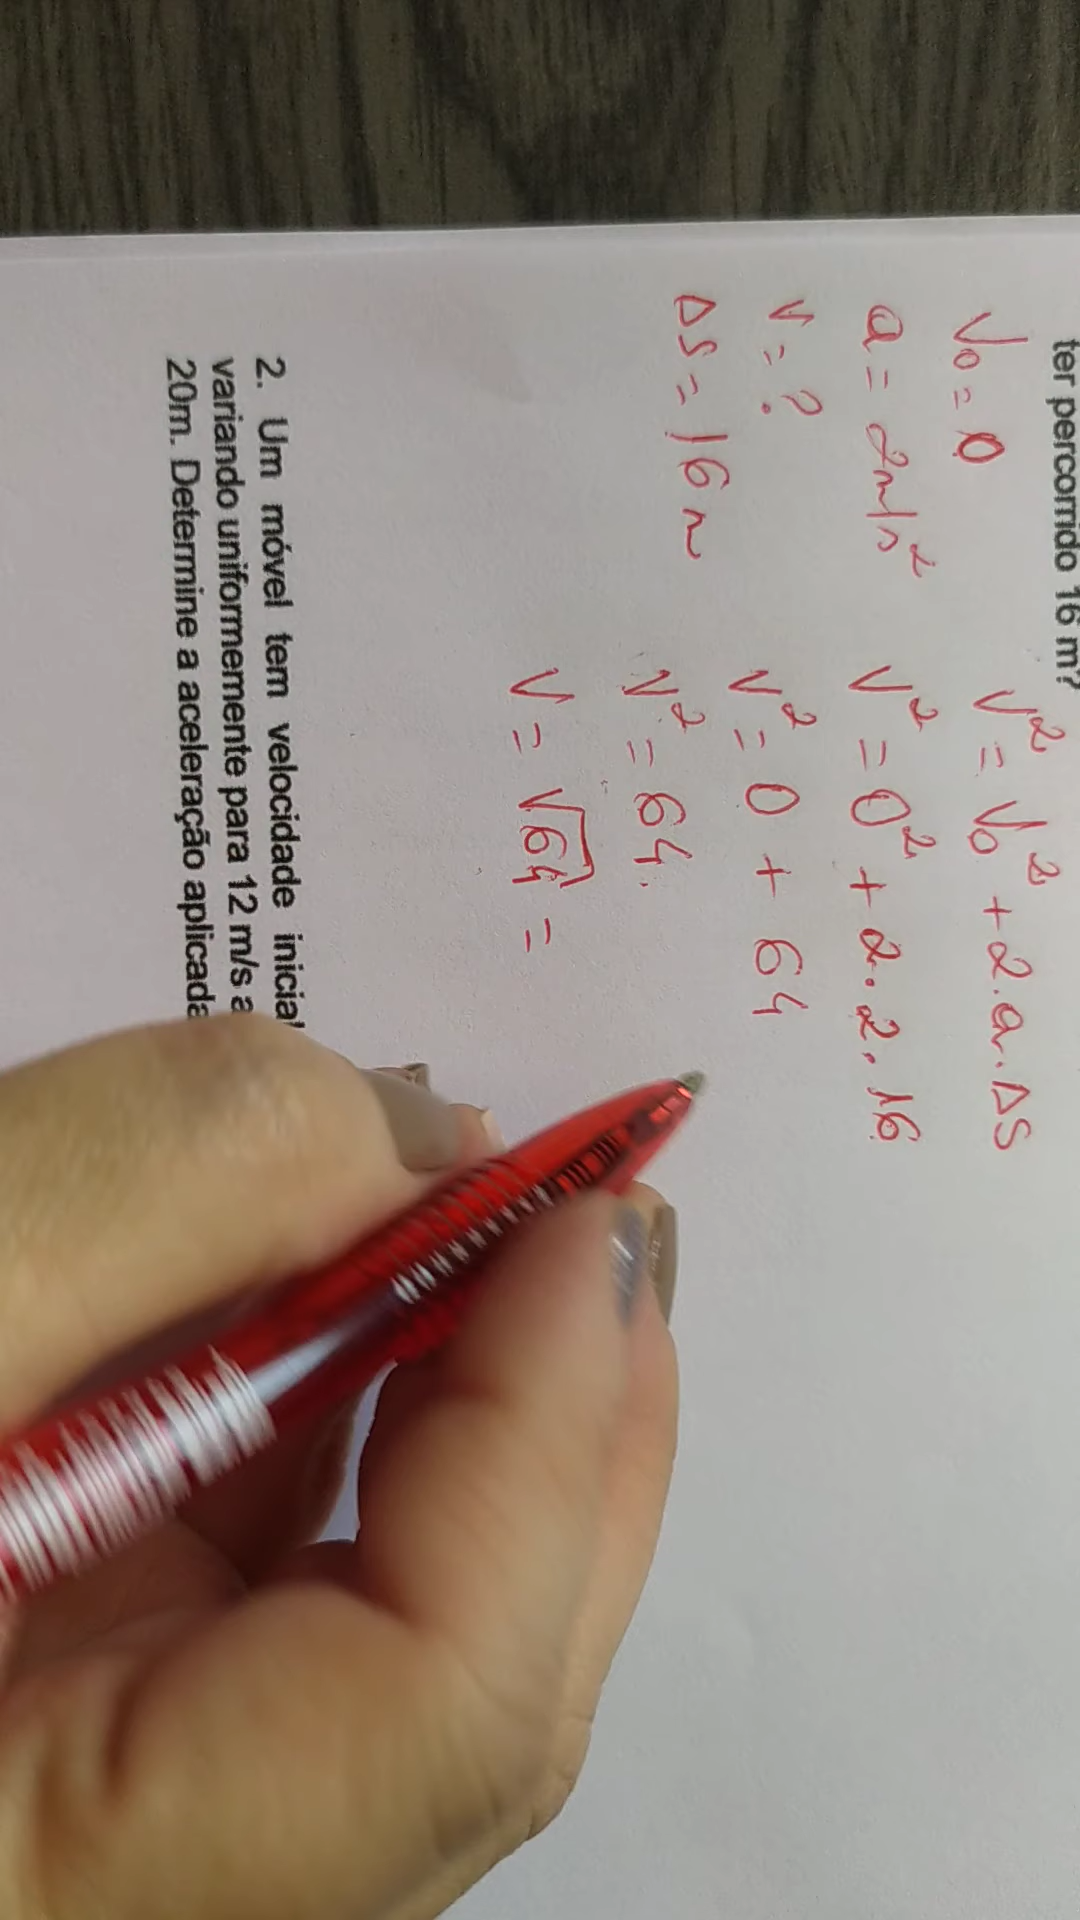 ter percorrido 16 m?
V₀ = 0
a = 2m/s²
V = ?
ΔS = 16 m
V² = V₀² + 2.a.ΔS
V² = 0² + 2.2.16
V² = 0 + 64
V² = 64.
V = √64 =
2. Um móvel tem velocidade inicial
variando uniformemente para 12 m/s a
20m. Determine a aceleração aplicada